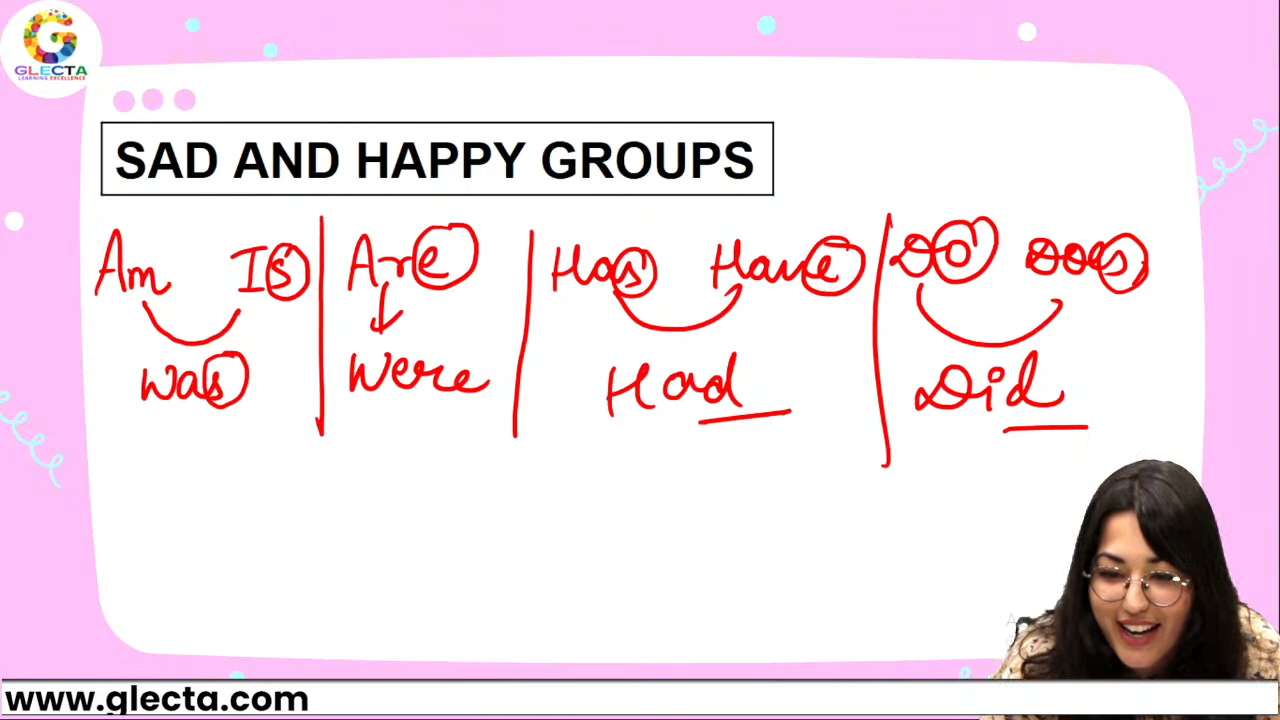 GLECTA
LEARNING EXCELLENCE
SAD AND HAPPY GROUPS
Am Is Are Has Have Do Does
Was Were Had Did
www.glecta.com